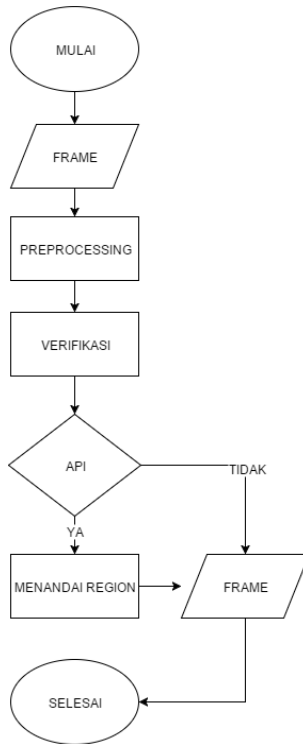 MULAI
FRAME
PREPROCESSING
VERIFIKASI
API
TIDAK
YA
MENANDAI REGION
FRAME
SELESAI